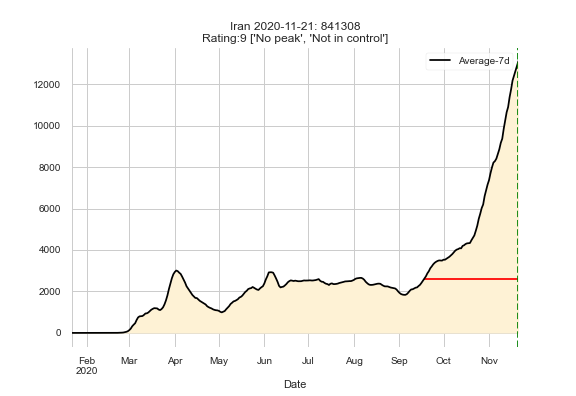 Iran 2020-11-21: 841308
Rating:9 ['No peak', 'Not in control']
Average-7d
12000
10000
8000
6000
4000
2000
0
Feb Mar Apr May Jun Jul Aug Sep Oct Nov
2020
Date